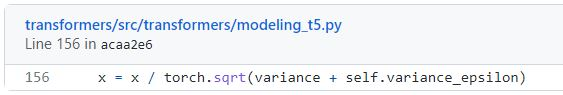 transformers/src/transformers/modeling_t5.py
Line 156 in acaa2e6
156 x = x / torch.sqrt(variance + self.variance_epsilon)